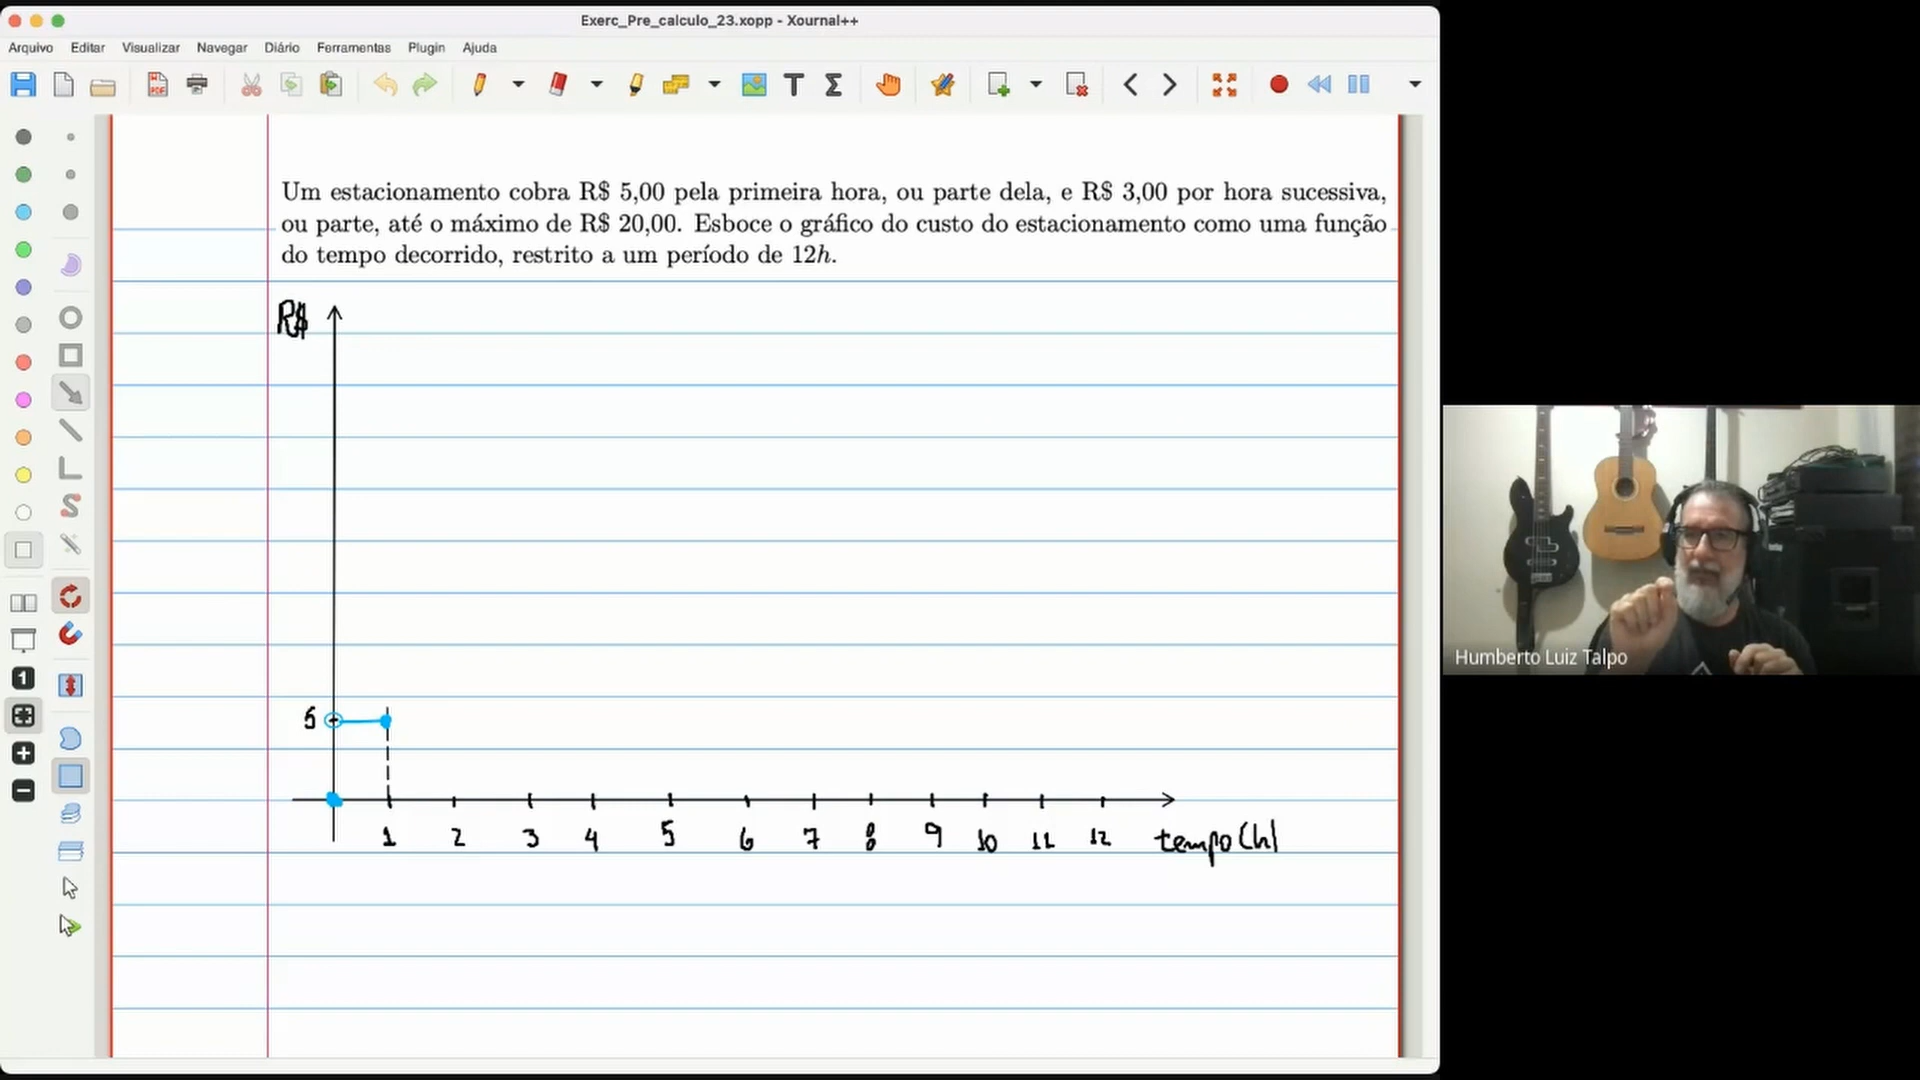 Exerc_Pre_calculo_23.xopp - Xournal++
Arquivo Editar Visualizar Navegar Diário Ferramentas Plugin Ajuda
Um estacionamento cobra R$ 5,00 pela primeira hora, ou parte dela, e R$ 3,00 por hora sucessiva,
ou parte, até o máximo de R$ 20,00. Esboce o gráfico do custo do estacionamento como uma função
do tempo decorrido, restrito a um período de 12h.
R$
5
1 2 3 4 5 6 7 8 9 10 11 12 tempo (h)
Humberto Luiz Talpo